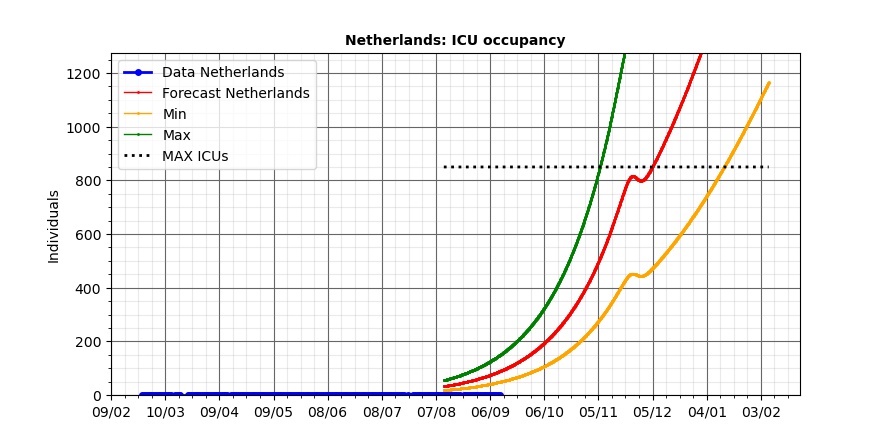 Netherlands: ICU occupancy
Data Netherlands
Forecast Netherlands
Min
Max
MAX ICUs
Individuals
1200
1000
800
600
400
200
0
09/02 10/03 09/04 09/05 08/06 08/07 07/08 06/09 06/10 05/11 05/12 04/01 03/02